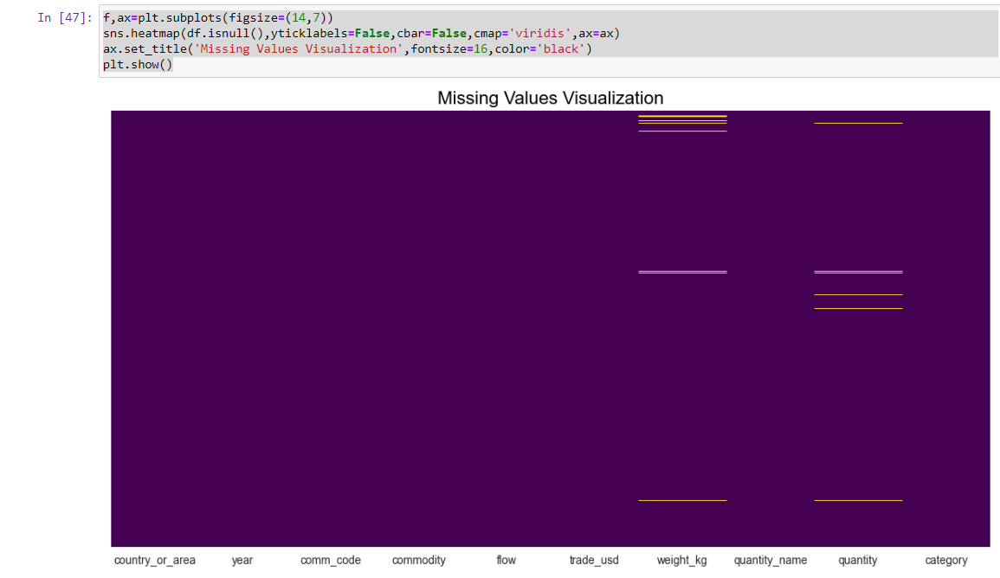 In [47]: f,ax=plt.subplots(figsize=(14,7))
sns.heatmap(df.isnull(),yticklabels=False,cbar=False,cmap='viridis',ax=ax)
ax.set_title('Missing Values Visualization',fontsize=16,color='black')
plt.show()
Missing Values Visualization
country_or_area year comm_code commodity flow trade_usd weight_kg quantity_name quantity category